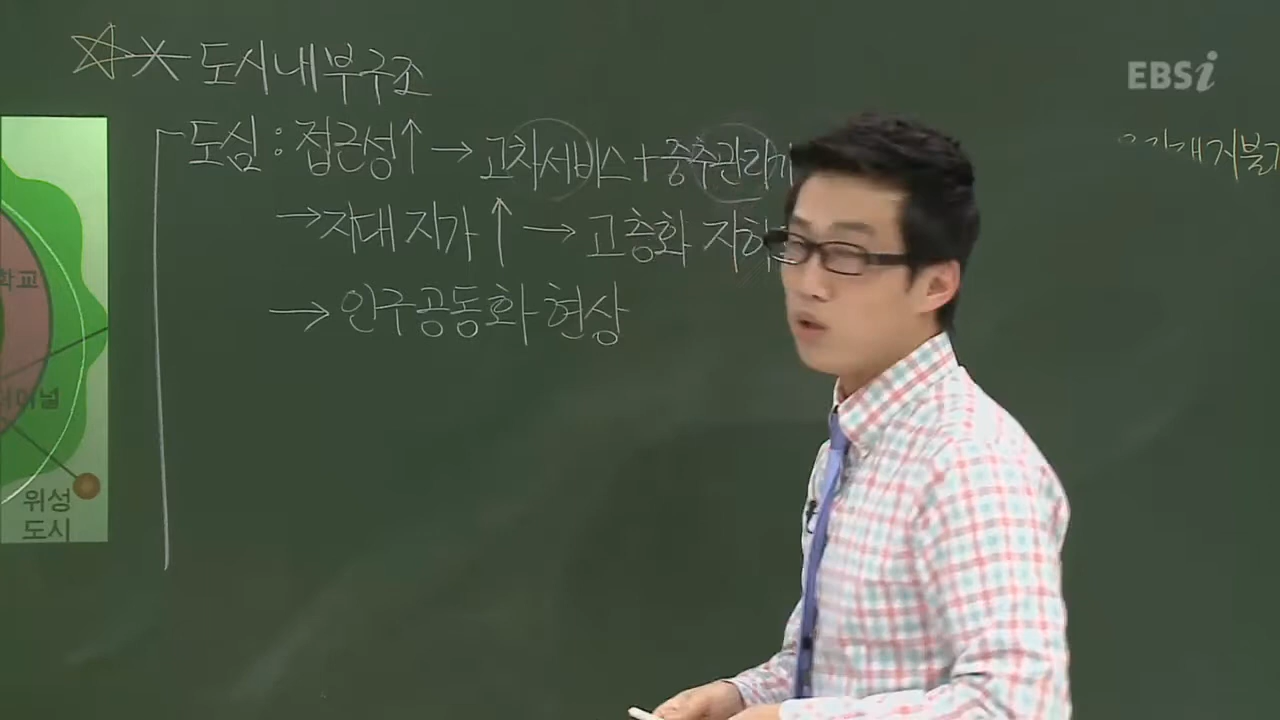 도시내부구조
EBSi
도심 : 접근성↑ → 고차서비스 + 중추관리기
→ 지대 지가 ↑ → 고층화 지하
→ 인구공동화 현상
학교
위성
도시